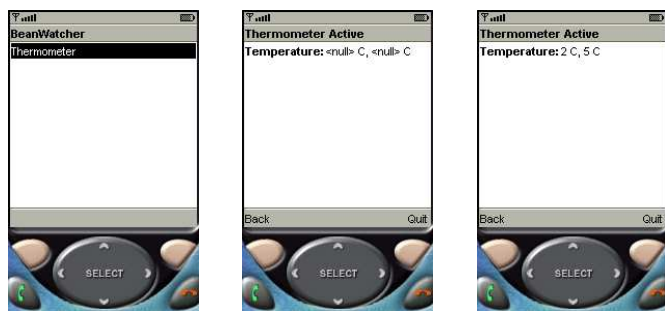 BeanWatcher
Thermometer
SELECT
Thermometer Active
Temperature: <null> C, <null> C
Back Quit
SELECT
Thermometer Active
Temperature: 2 C, 5 C
Back Quit
SELECT